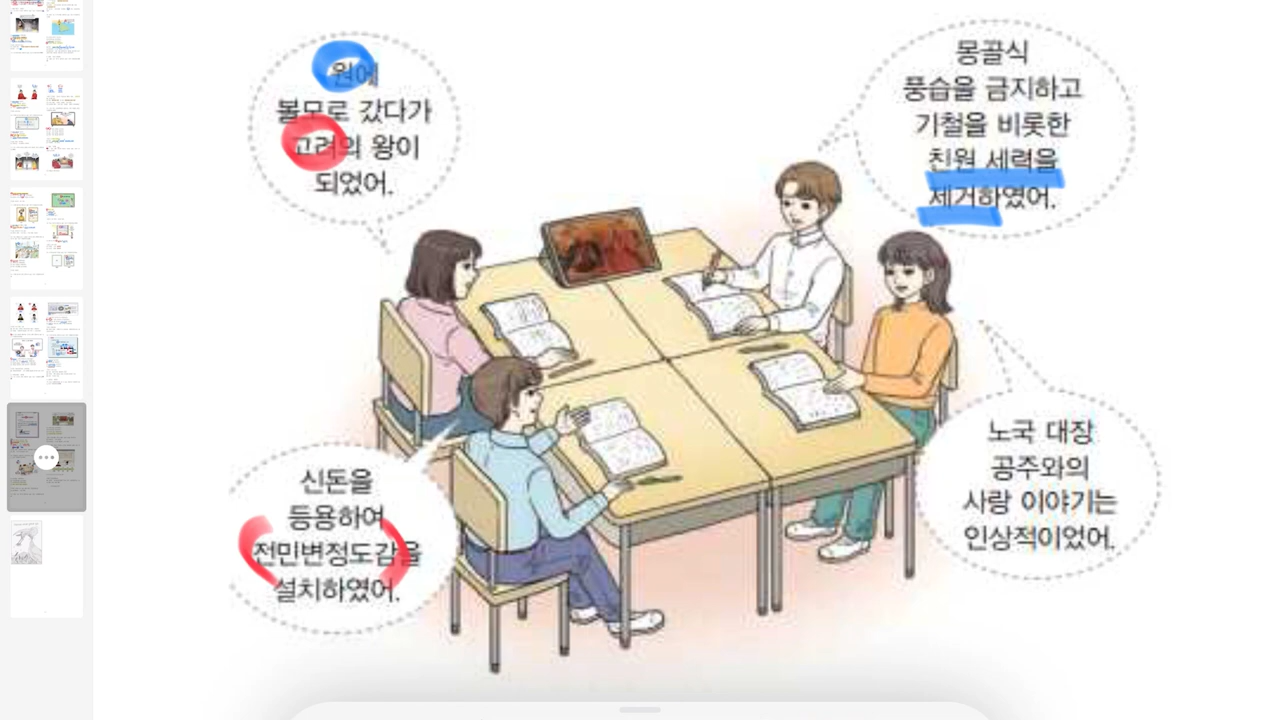 원에
볼모로 갔다가
고려의 왕이
되었어.
몽골식
풍습을 금지하고
기철을 비롯한
친원 세력을
제거하였어.
신돈을
등용하여
전민변정도감을
설치하였어.
노국 대장
공주와의
사랑 이야기는
인상적이었어.